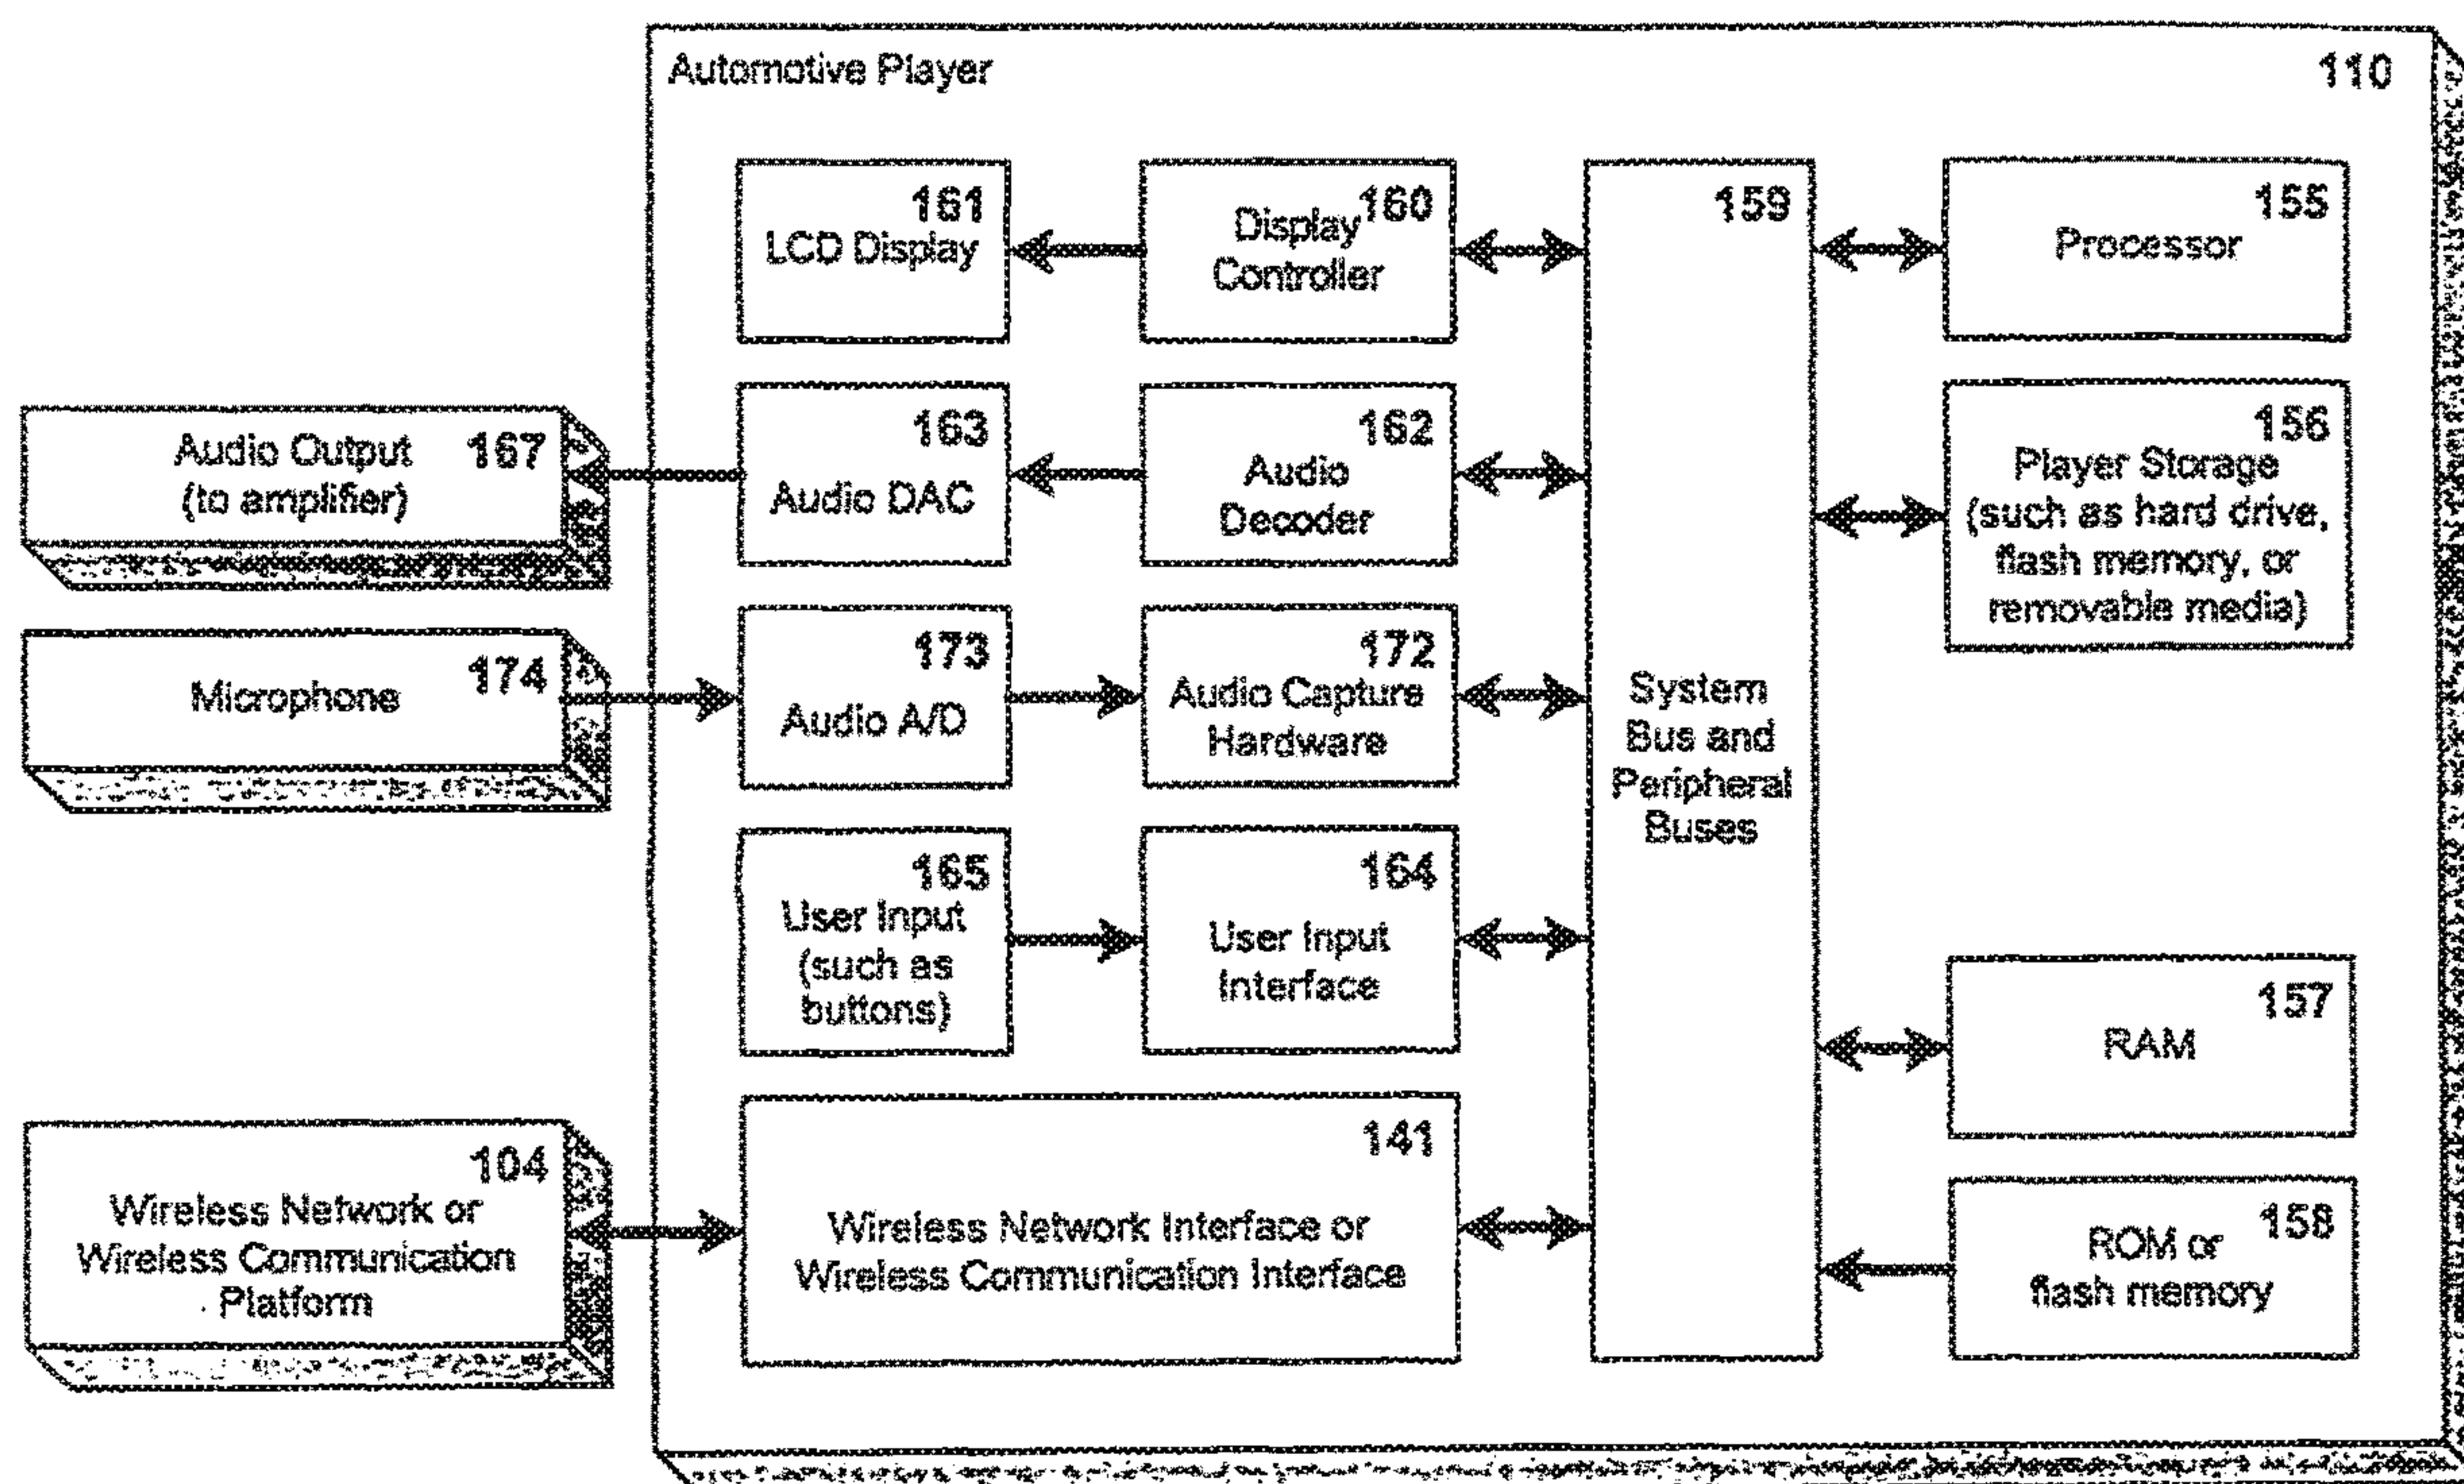 Automotive Player
110
161
LCD Display
160
Display
Controller
159
System
Bus and
Peripheral
Buses
155
Processor
167
Audio Output
(to amplifier)
163
Audio DAC
162
Audio
Decoder
156
Player Storage
(such as hard drive,
flash memory, or
removable media)
174
Microphone
173
Audio A/D
172
Audio Capture
Hardware
165
User Input
(such as
buttons)
164
User Input
Interface
157
RAM
104
Wireless Network or
Wireless Communication
Platform
141
Wireless Network Interface or
Wireless Communication Interface
158
ROM or
flash memory